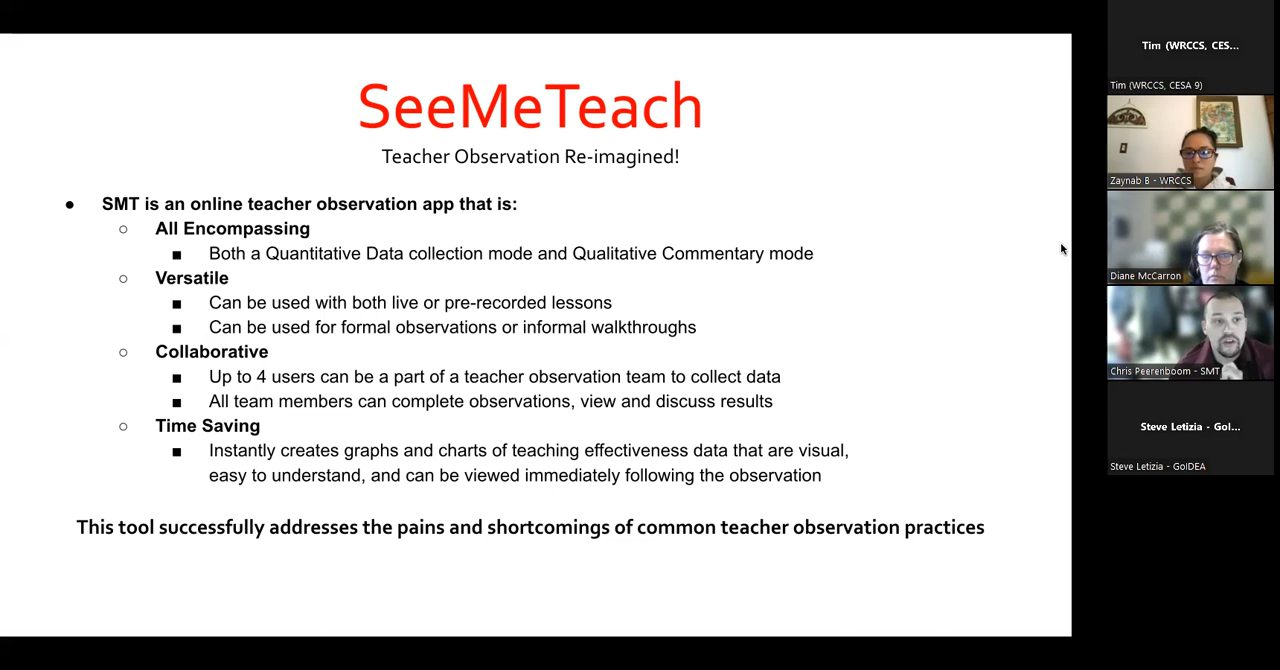 SeeMeTeach
Teacher Observation Re-imagined!
● SMT is an online teacher observation app that is:
○ All Encompassing
■ Both a Quantitative Data collection mode and Qualitative Commentary mode
○ Versatile
■ Can be used with both live or pre-recorded lessons
■ Can be used for formal observations or informal walkthroughs
○ Collaborative
■ Up to 4 users can be a part of a teacher observation team to collect data
■ All team members can complete observations, view and discuss results
○ Time Saving
■ Instantly creates graphs and charts of teaching effectiveness data that are visual,
easy to understand, and can be viewed immediately following the observation
This tool successfully addresses the pains and shortcomings of common teacher observation practices
Tim (WRCCS, CES...
Tim (WRCCS, CESA 9)
Zaynab B - WRCCS
Diane McCarron
Chris Peerenboom - SMT
Steve Letizia - GoI...
Steve Letizia - GoIDEA